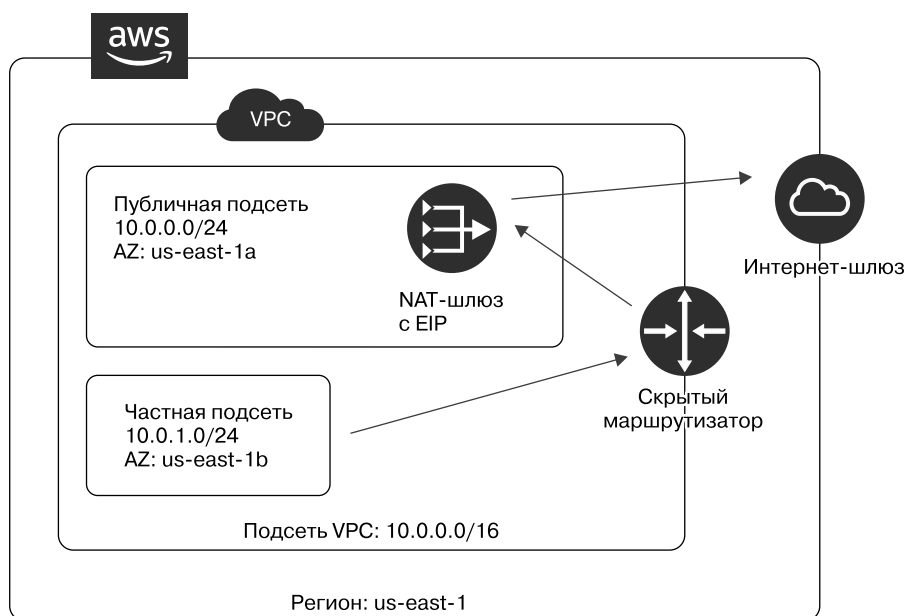 aws
VPC
Публичная подсеть
10.0.0.0/24
AZ: us-east-1a
NAT-шлюз
с EIP
Интернет-шлюз
Скрытый
маршрутизатор
Частная подсеть
10.0.1.0/24
AZ: us-east-1b
Подсеть VPC: 10.0.0.0/16
Регион: us-east-1